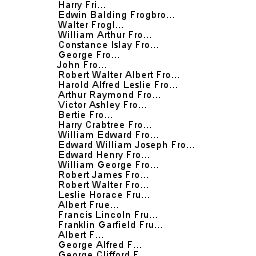 Harry Fri...
Edwin Balding Frogbro...
Walter Frogl...
William Arthur Fro...
Constance Islay Fro...
George Fro...
John Fro...
Robert Walter Albert Fro...
Harold Alfred Leslie Fro...
Arthur Raymond Fro...
Victor Ashley Fro...
Bertie Fro...
Harry Crabtree Fro...
William Edward Fro...
Edward William Joseph Fro...
Edward Henry Fro...
William George Fro...
Robert James Fro...
Robert Walter Fro...
Leslie Horace Fru...
Albert Frue...
Francis Lincoln Fru...
Franklin Garfield Fru...
Albert F...
George Alfred F...
George Clifford F...